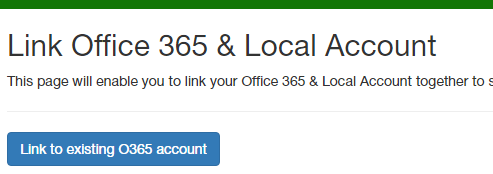 Link Office 365 & Local Account
This page will enable you to link your Office 365 & Local Account together to
Link to existing O365 account